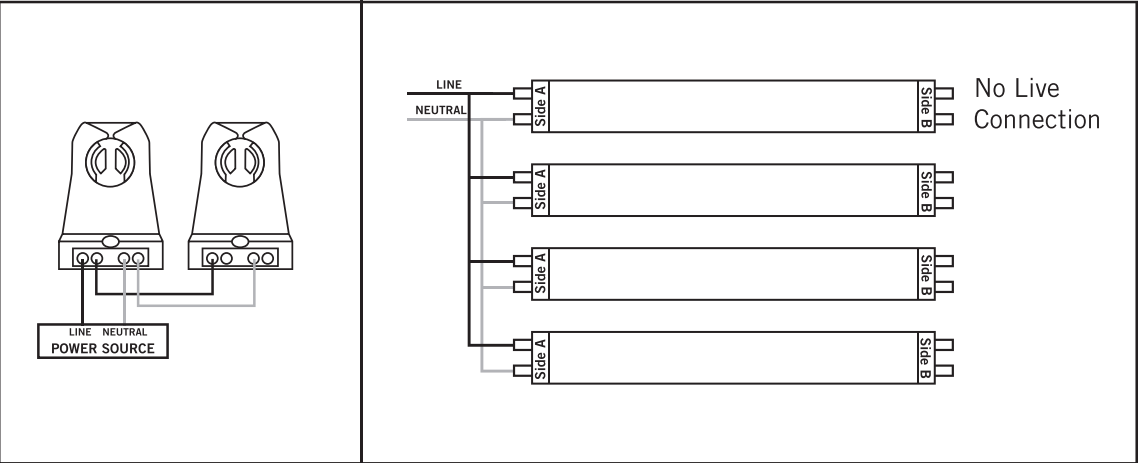 LINE NEUTRAL
POWER SOURCE
LINE
NEUTRAL
Side A
Side B
No Live
Connection
Side A
Side B
Side A
Side B
Side A
Side B